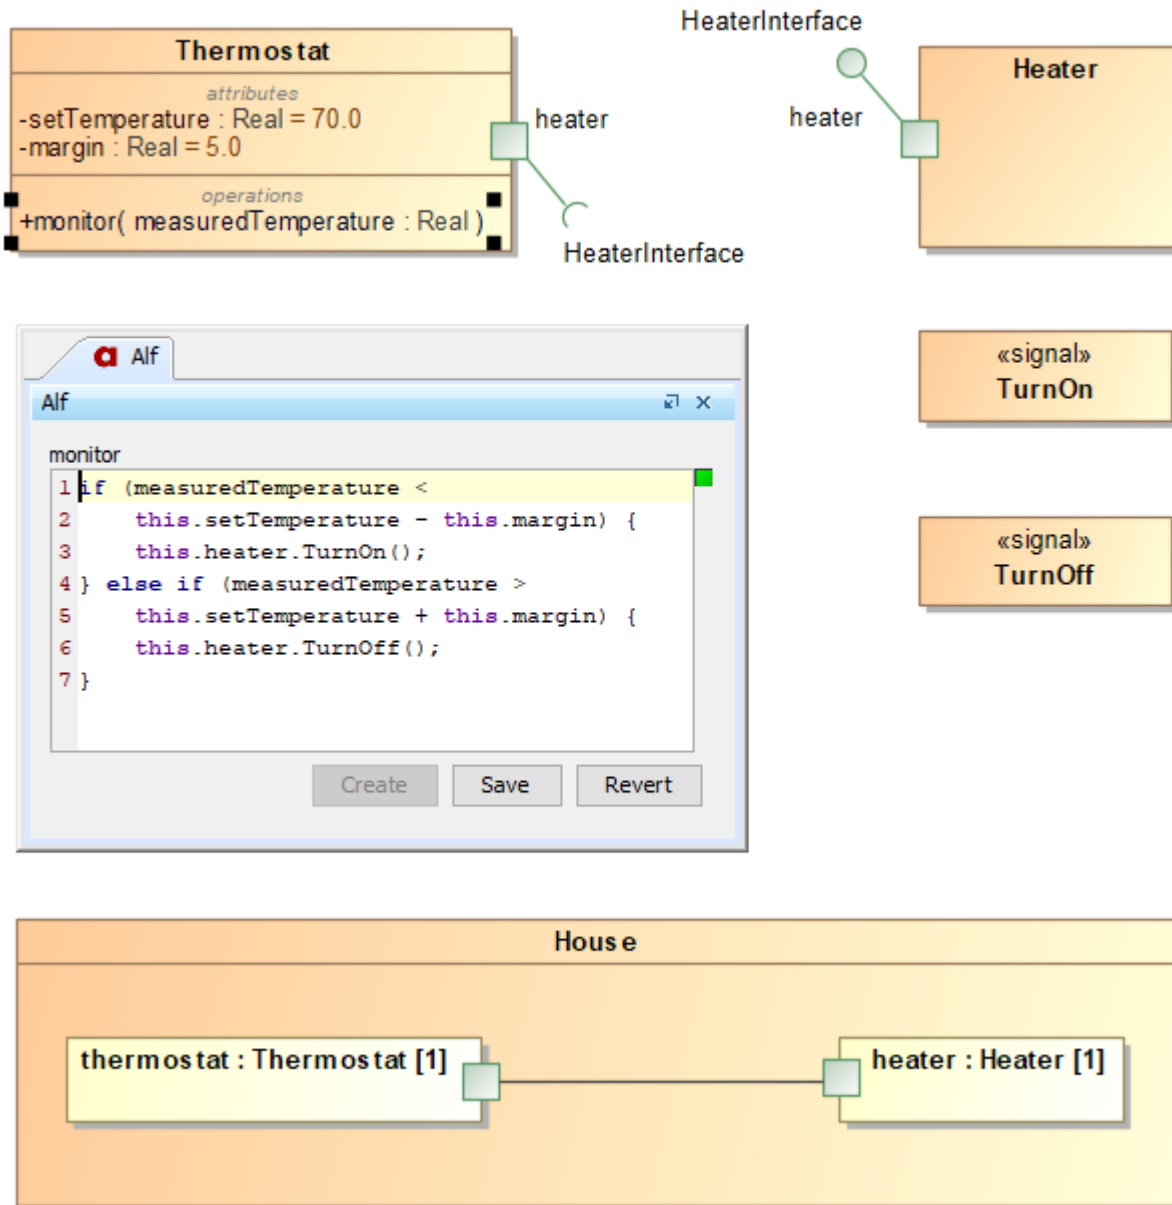 HeaterInterface
Thermostat
attributes
-setTemperature : Real = 70.0
-margin : Real = 5.0
operations
+monitor( measuredTemperature : Real )
heater
HeaterInterface
heater
Heater
Alf
Alf
monitor
1 if (measuredTemperature <
2 this.setTemperature - this.margin) {
3 this.heater.TurnOn();
4 } else if (measuredTemperature >
5 this.setTemperature + this.margin) {
6 this.heater.TurnOff();
7 }
Create Save Revert
«signal»
TurnOn
«signal»
TurnOff
House
thermostat : Thermostat [1]
heater : Heater [1]